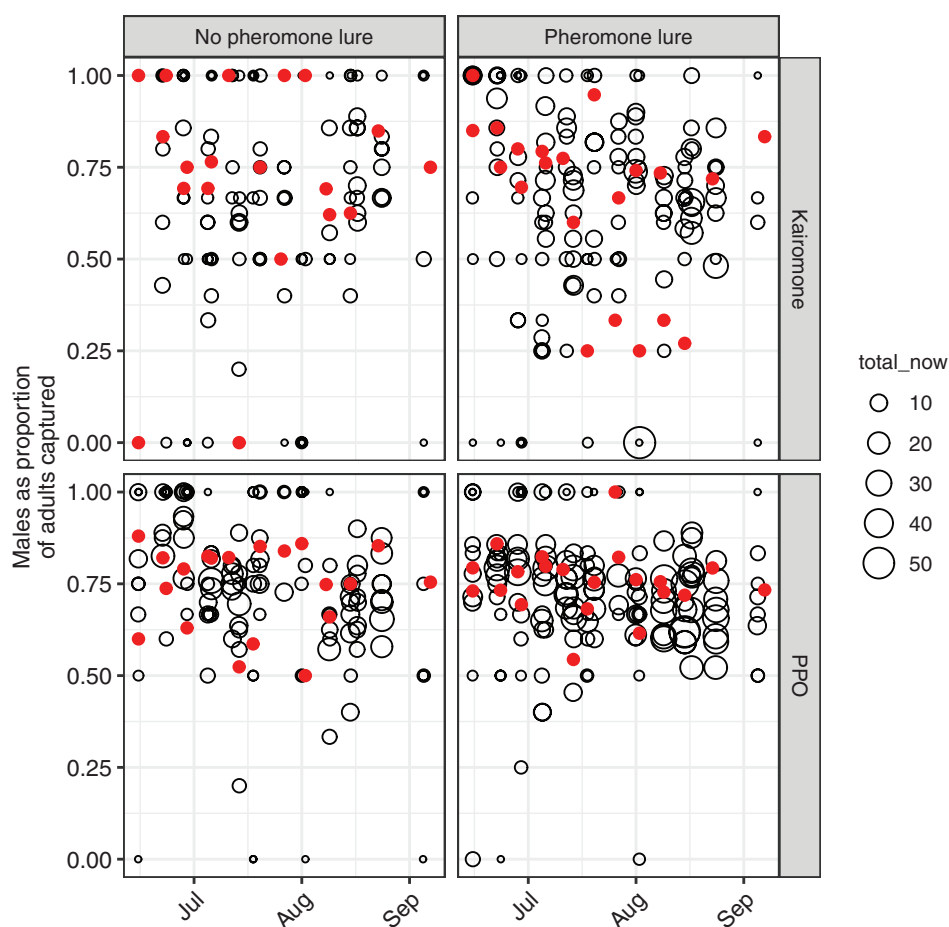 No pheromone lure
Pheromone lure
1.00
0.75
0.50
0.25
0.00
Kairomone
1.00
0.75
0.50
0.25
0.00
PPO
Males as proportion
of adults captured
Jul
Aug
Sep
Jul
Aug
Sep
total_now
10
20
30
40
50